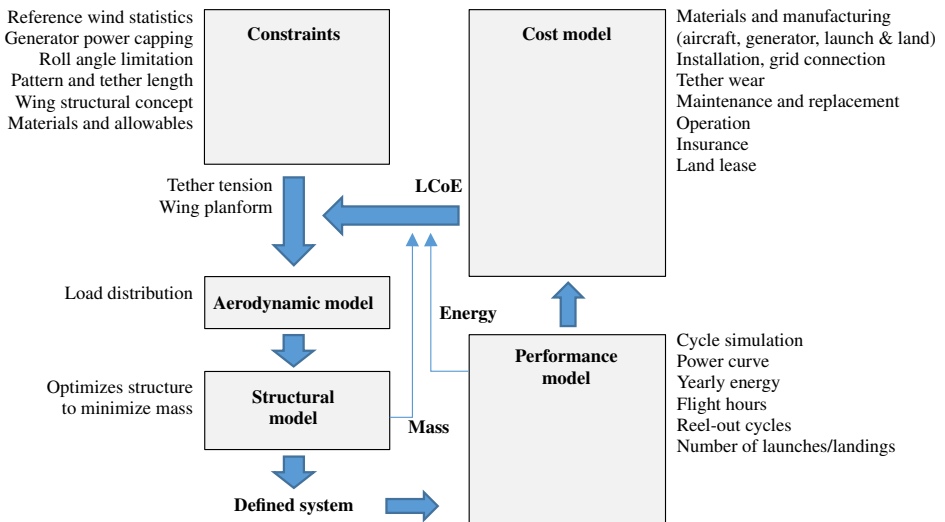 Reference wind statistics
Generator power capping
Roll angle limitation
Pattern and tether length
Wing structural concept
Materials and allowables
Constraints
Cost model
Materials and manufacturing
(aircraft, generator, launch & land)
Installation, grid connection
Tether wear
Maintenance and replacement
Operation
Insurance
Land lease
Tether tension
Wing planform
LCoE
Load distribution
Aerodynamic model
Energy
Optimizes structure
to minimize mass
Structural
model
Mass
Performance
model
Cycle simulation
Power curve
Yearly energy
Flight hours
Reel-out cycles
Number of launches/landings
Defined system